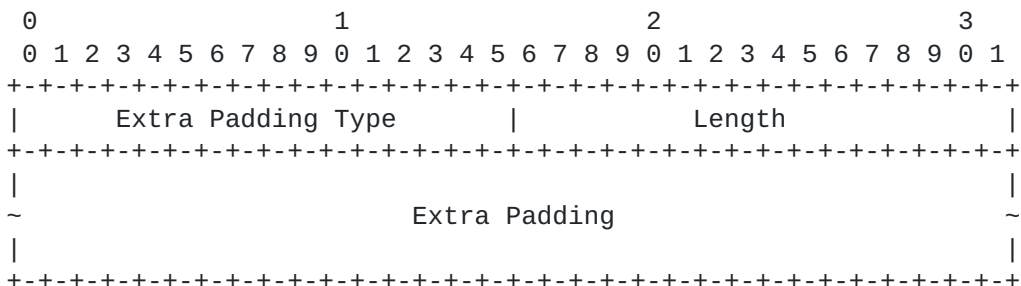 0                   1                   2                   3
 0 1 2 3 4 5 6 7 8 9 0 1 2 3 4 5 6 7 8 9 0 1 2 3 4 5 6 7 8 9 0 1
+-+-+-+-+-+-+-+-+-+-+-+-+-+-+-+-+-+-+-+-+-+-+-+-+-+-+-+-+-+-+-+-+
|      Extra Padding Type       |           Length              |
+-+-+-+-+-+-+-+-+-+-+-+-+-+-+-+-+-+-+-+-+-+-+-+-+-+-+-+-+-+-+-+-+
|                                                               |
~                         Extra Padding                         ~
|                                                               |
+-+-+-+-+-+-+-+-+-+-+-+-+-+-+-+-+-+-+-+-+-+-+-+-+-+-+-+-+-+-+-+-+